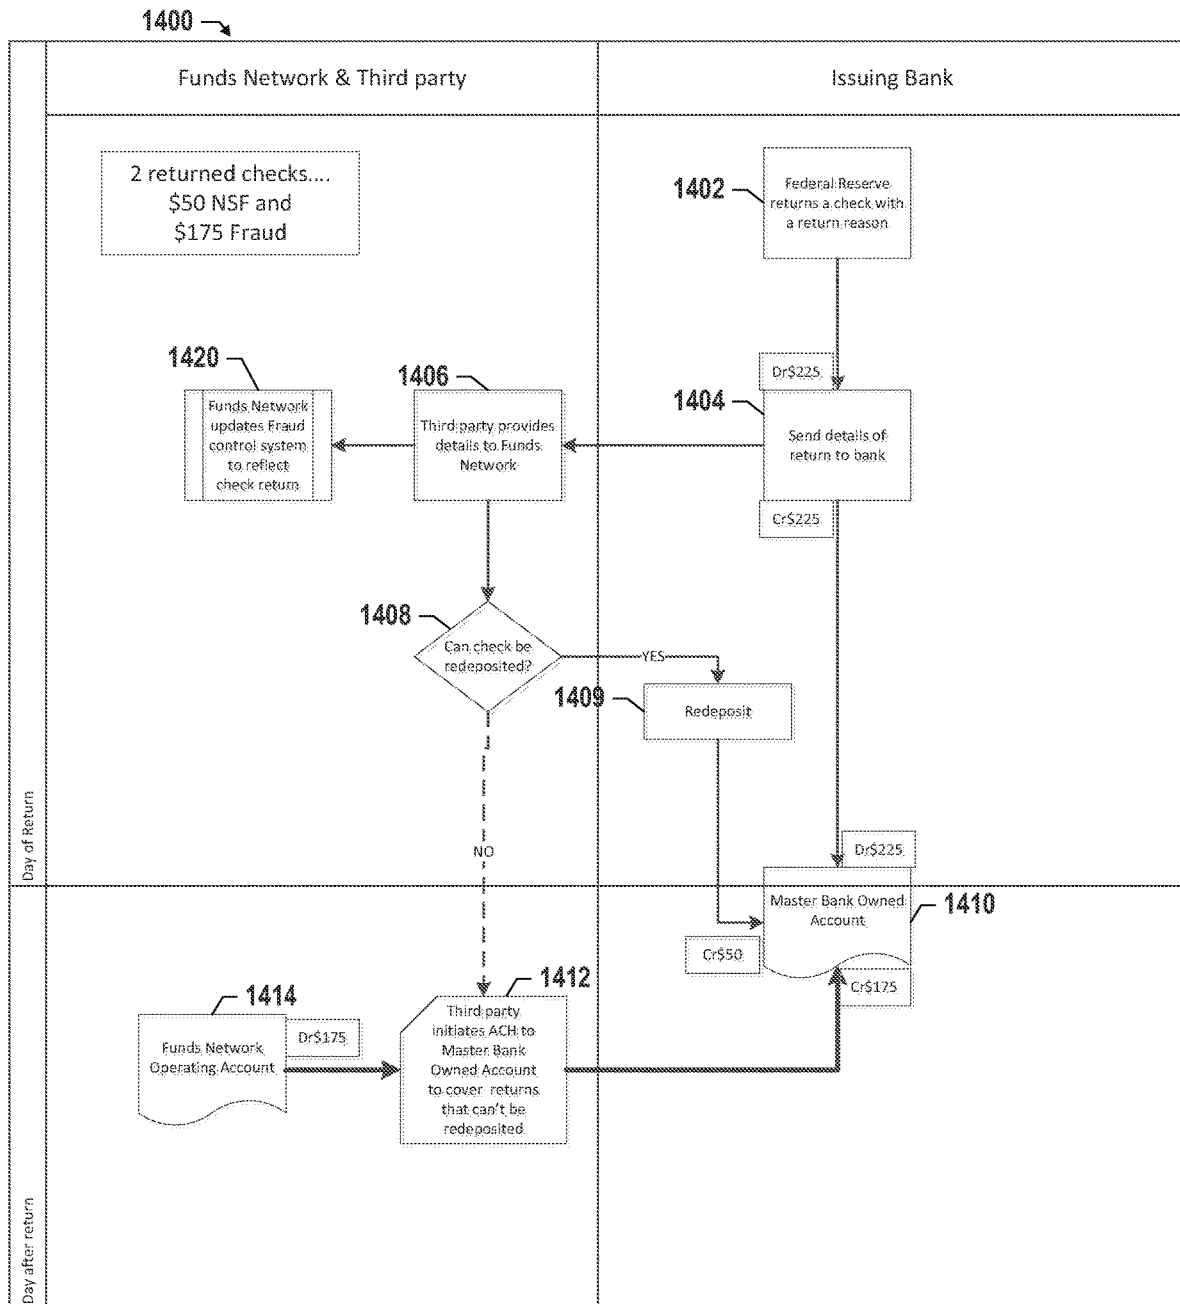 1400
Funds Network & Third party
Issuing Bank
2 returned checks....
$50 NSF and
$175 Fraud
1402
Federal Reserve
returns a check with
a return reason
1420
1406
Dr$225
1404
Funds Network
updates Fraud
control system
to reflect
check return
Third party provides
details to Funds
Network
Send details of
return to bank
Cr$225
1408
Can check be
redeposited?
YES
1409
Redeposit
Day of Return
NO
Dr$225
Master Bank Owned
Account
1410
Cr$50
Cr$175
1412
1414
Third party
initiates ACH to
Master Bank
Owned Account
to cover returns
that can't be
redeposited
Dr$175
Funds Network
Operating Account
Day after return